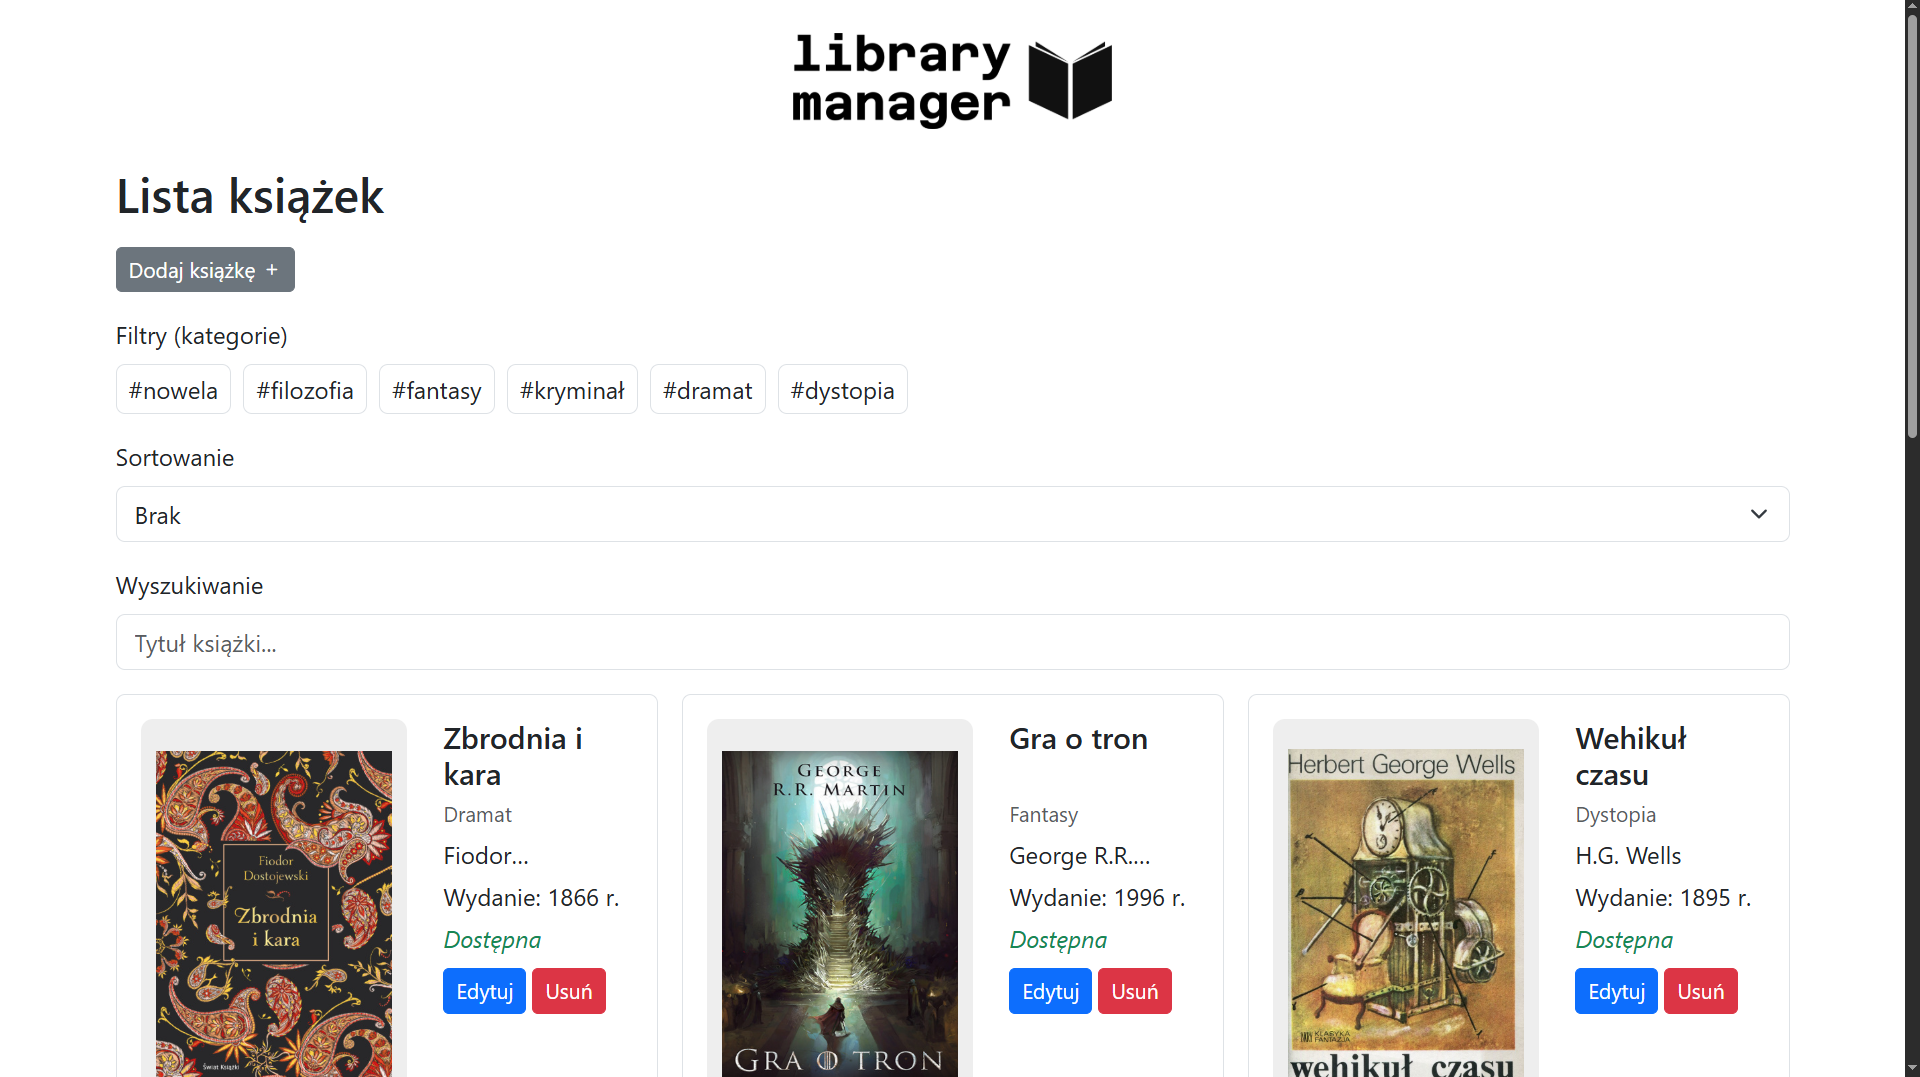 library
manager
Lista książek
Dodaj książkę +
Filtry (kategorie)
#nowela #filozofia #fantasy #kryminał #dramat #dystopia
Sortowanie
Brak
Wyszukiwanie
Tytuł książki...
Fiodor
Dostojewski
Zbrodnia
i kara
Świat Książki
Zbrodnia i
kara
Dramat
Fiodor...
Wydanie: 1866 r.
Dostępna
Edytuj Usuń
GEORGE
R.R. MARTIN
GRA O TRON
Gra o tron
Fantasy
George R.R....
Wydanie: 1996 r.
Dostępna
Edytuj Usuń
Herbert George Wells
KLASYKA
FANTAZJA
wehikuł czasu
Wehikuł
czasu
Dystopia
H.G. Wells
Wydanie: 1895 r.
Dostępna
Edytuj Usuń